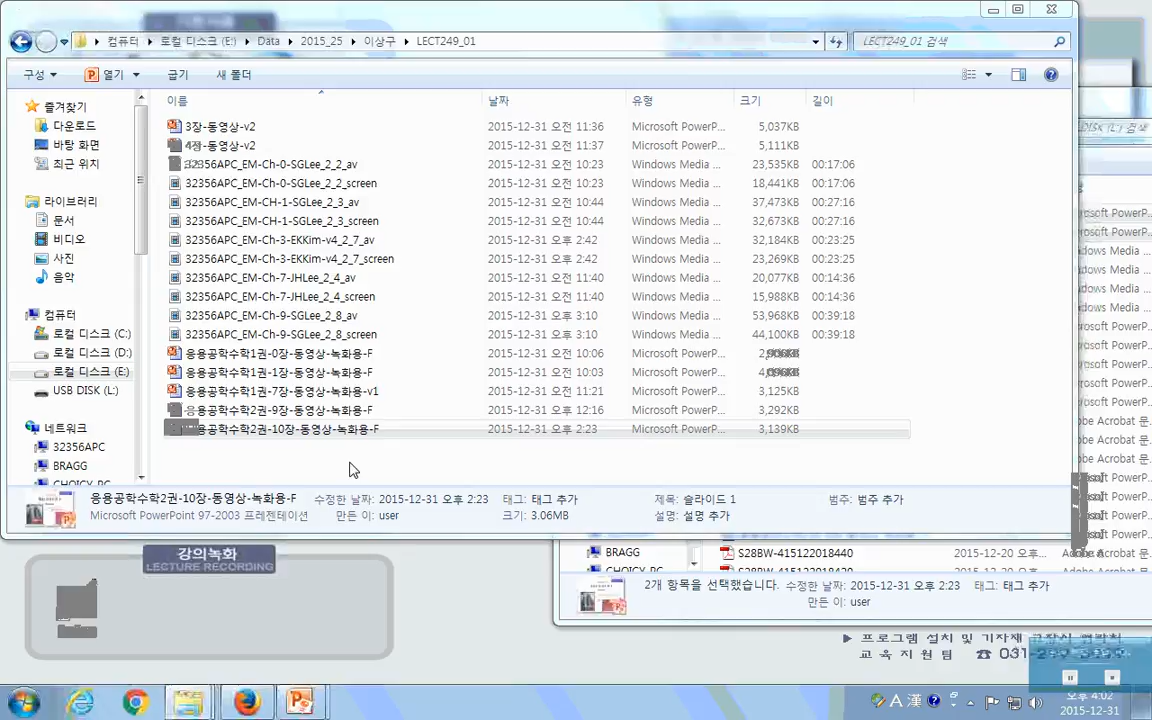 컴퓨터 ▸ 로컬 디스크 (E:) ▸ Data ▸ 2015_25 ▸ 이상구 ▸ LECT249_01
LECT249_01 검색
구성 열기 굽기 새 폴더
이름 날짜 유형 크기 길이
3장-동영상-v2 2015-12-31 오전 11:36 Microsoft PowerP... 5,037KB
4장-동영상-v2 2015-12-31 오전 11:37 Microsoft PowerP... 5,111KB
32356APC_EM-Ch-0-SGLee_2_2_av 2015-12-31 오전 10:23 Windows Media ... 23,535KB 00:17:06
32356APC_EM-Ch-0-SGLee_2_2_screen 2015-12-31 오전 10:23 Windows Media ... 18,441KB 00:17:06
32356APC_EM-CH-1-SGLee_2_3_av 2015-12-31 오전 10:44 Windows Media ... 37,473KB 00:27:16
32356APC_EM-CH-1-SGLee_2_3_screen 2015-12-31 오전 10:44 Windows Media ... 32,673KB 00:27:16
32356APC_EM-Ch-3-EKKim-v4_2_7_av 2015-12-31 오후 2:42 Windows Media ... 32,184KB 00:23:25
32356APC_EM-Ch-3-EKKim-v4_2_7_screen 2015-12-31 오후 2:42 Windows Media ... 23,269KB 00:23:25
32356APC_EM-Ch-7-JHLee_2_4_av 2015-12-31 오전 11:40 Windows Media ... 20,077KB 00:14:36
32356APC_EM-Ch-7-JHLee_2_4_screen 2015-12-31 오전 11:40 Windows Media ... 15,988KB 00:14:36
32356APC_EM-Ch-9-SGLee_2_8_av 2015-12-31 오후 3:10 Windows Media ... 53,968KB 00:39:18
32356APC_EM-Ch-9-SGLee_2_8_screen 2015-12-31 오후 3:10 Windows Media ... 44,100KB 00:39:18
응용공학수학1권-0장-동영상-녹화용-F 2015-12-31 오전 10:06 Microsoft PowerP...
응용공학수학1권-1장-동영상-녹화용-F 2015-12-31 오전 10:03 Microsoft PowerP...
응용공학수학1권-7장-동영상-녹화용-v1 2015-12-31 오전 11:21 Microsoft PowerP... 3,125KB
응용공학수학2권-9장-동영상-녹화용-F 2015-12-31 오후 12:16 Microsoft PowerP... 3,292KB
용공학수학2권-10장-동영상-녹화용-F 2015-12-31 오후 2:23 Microsoft PowerP... 3,139KB
즐겨찾기
다운로드
바탕 화면
최근 위치
라이브러리
문서
비디오
사진
음악
컴퓨터
로컬 디스크 (C:)
로컬 디스크 (D:)
로컬 디스크 (E:)
USB DISK (L:)
네트워크
32356APC
BRAGG
CHOICY-PC
응용공학수학2권-10장-동영상-녹화용-F 수정한 날짜: 2015-12-31 오후 2:23 태그: 태그 추가 제목: 슬라이드 1 범주: 범주 추가
Microsoft PowerPoint 97-2003 프레젠테이션 만든 이: user 크기: 3.06MB 설명: 설명 추가
강의녹화
LECTURE RECORDING
BRAGG S28BW-415122018440 2015-12-20 오후...
CHOICY-PC
2개 항목을 선택했습니다. 수정한 날짜: 2015-12-31 오후 2:23 태그: 태그 추가
만든 이: user
▶ 프로그램 설치 및 기자재
교 육 지 원 팀 ☎ 031-
A 漢
오후 4:02
2015-12-31